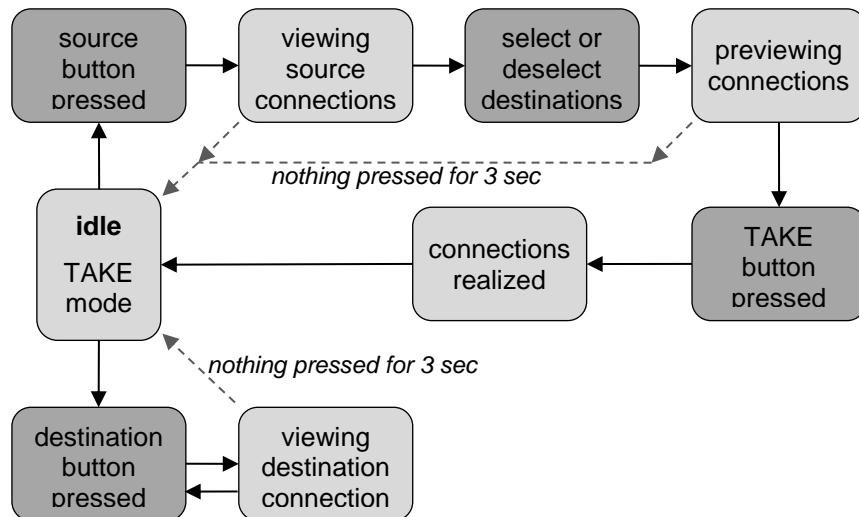 source
button
pressed
viewing
source
connections
select or
deselect
destinations
previewing
connections
nothing pressed for 3 sec
idle
TAKE
mode
connections
realized
TAKE
button
pressed
nothing pressed for 3 sec
destination
button
pressed
viewing
destination
connection